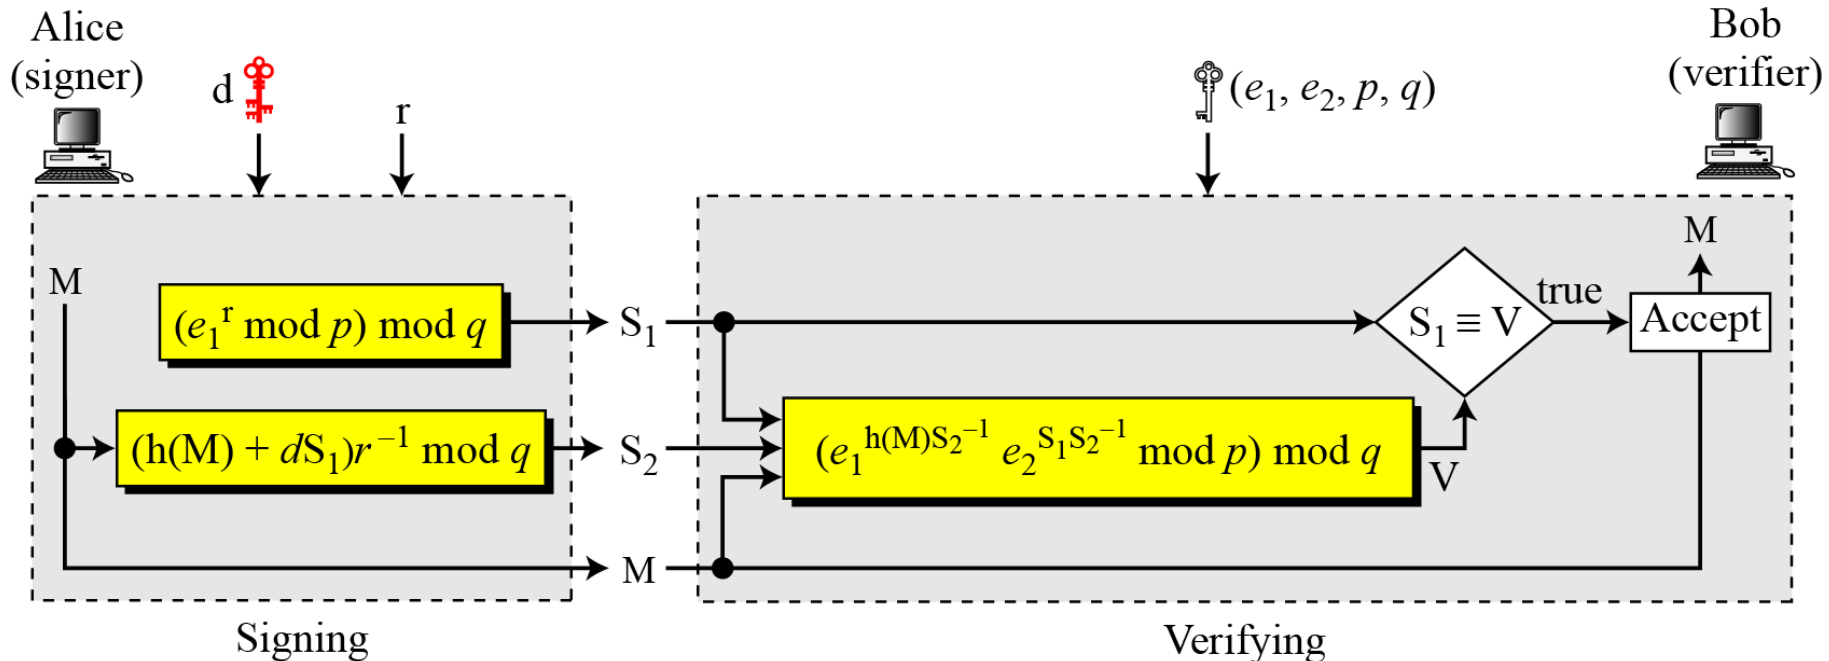 Alice
(signer)
d
r
(e₁, e₂, p, q)
Bob
(verifier)
M
(e₁ʳ mod p) mod q
S₁
S₁ ≡ V
true
Accept
M
(h(M) + dS₁)r⁻¹ mod q
S₂
(e₁^{h(M)S₂⁻¹} e₂^{S₁S₂⁻¹} mod p) mod q
V
M
Signing
Verifying